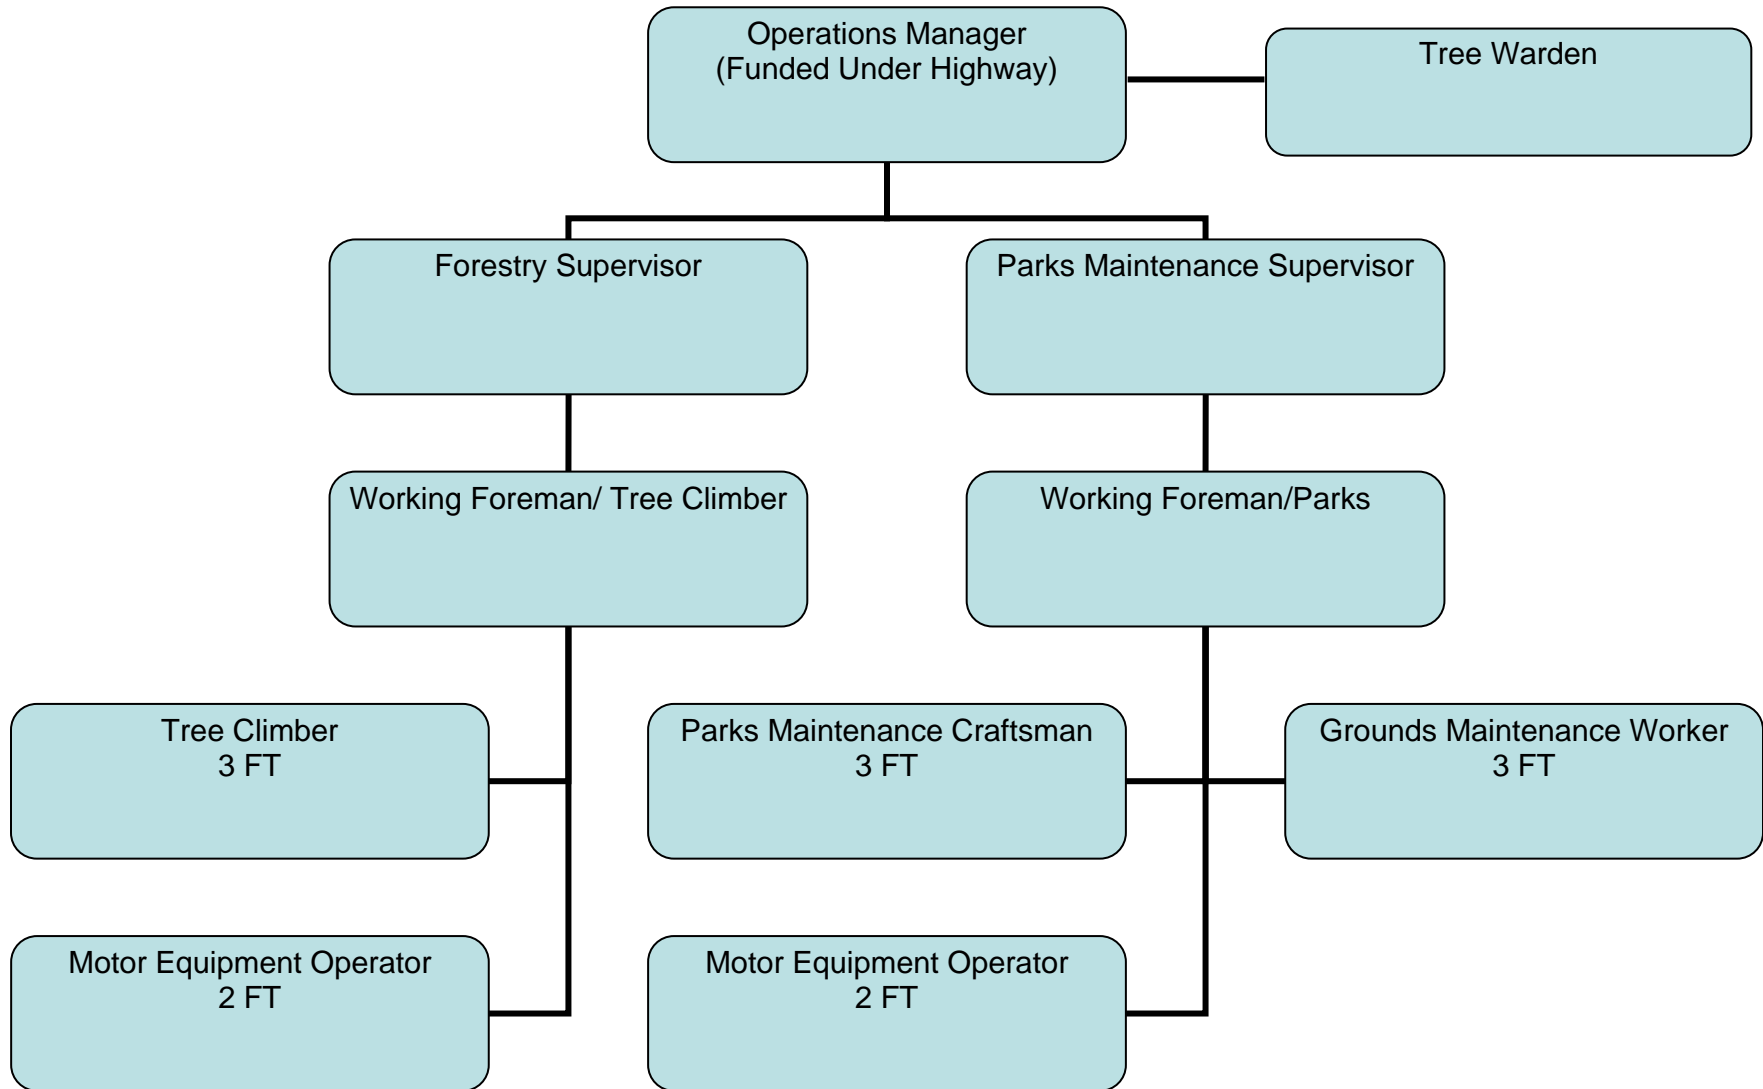 Operations Manager
(Funded Under Highway)
Tree Warden
Forestry Supervisor
Parks Maintenance Supervisor
Working Foreman/ Tree Climber
Working Foreman/Parks
Tree Climber
3 FT
Parks Maintenance Craftsman
3 FT
Grounds Maintenance Worker
3 FT
Motor Equipment Operator
2 FT
Motor Equipment Operator
2 FT